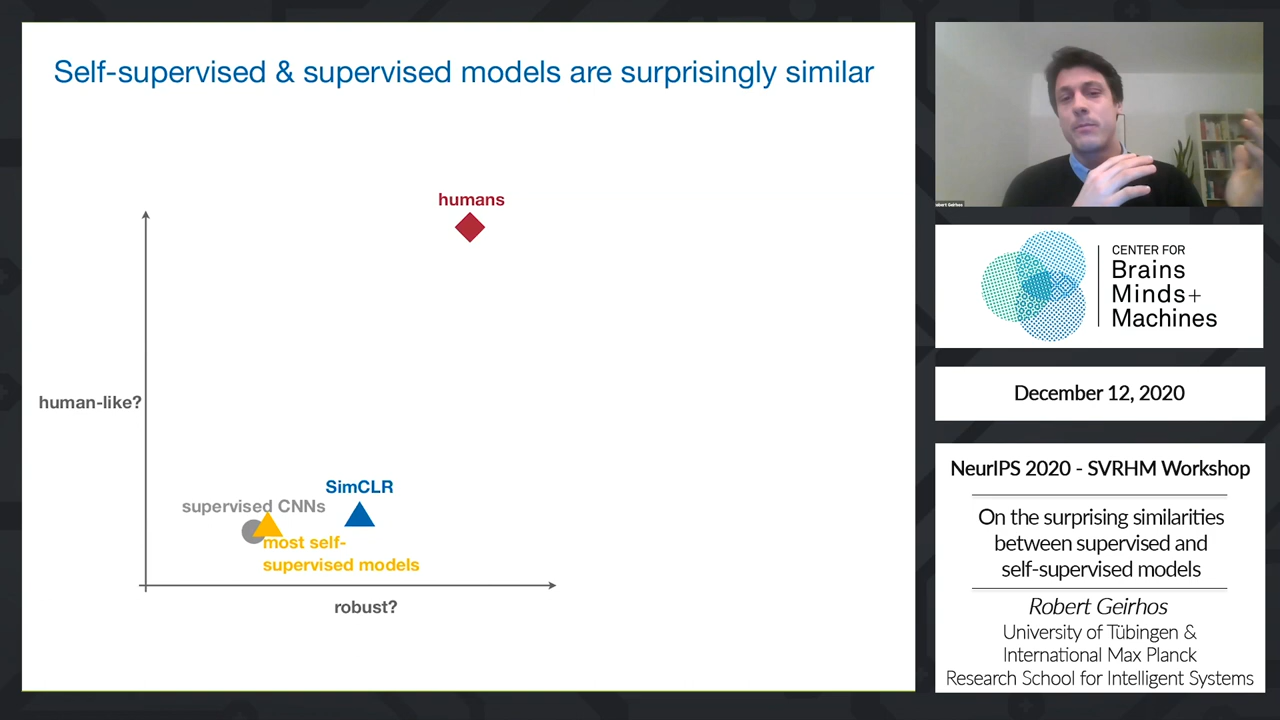 Self-supervised & supervised models are surprisingly similar
humans
human-like?
SimCLR
supervised CNNs
most self-
supervised models
robust?
Robert Geirhos
CENTER FOR
Brains
Minds+
Machines
December 12, 2020
NeurIPS 2020 - SVRHM Workshop
On the surprising similarities
between supervised and
self-supervised models
Robert Geirhos
University of Tübingen &
International Max Planck
Research School for Intelligent Systems